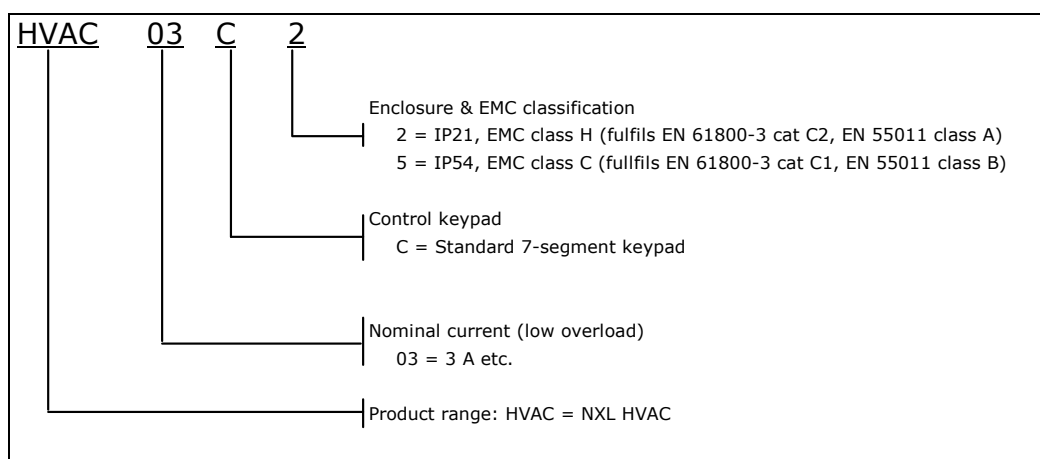 HVAC 03 C 2
Enclosure & EMC classification
2 = IP21, EMC class H (fulfils EN 61800-3 cat C2, EN 55011 class A)
5 = IP54, EMC class C (fullfils EN 61800-3 cat C1, EN 55011 class B)
Control keypad
C = Standard 7-segment keypad
Nominal current (low overload)
03 = 3 A etc.
Product range: HVAC = NXL HVAC